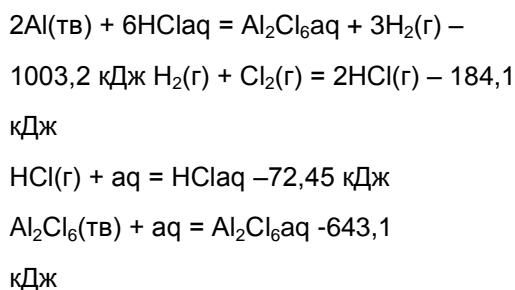 2Al(тв) + 6HClaq = Al₂Cl₆aq + 3H₂(г) –
1003,2 кДж H₂(г) + Cl₂(г) = 2HCl(г) – 184,1
кДж
HCl(г) + aq = HClaq –72,45 кДж
Al₂Cl₆(тв) + aq = Al₂Cl₆aq -643,1
кДж